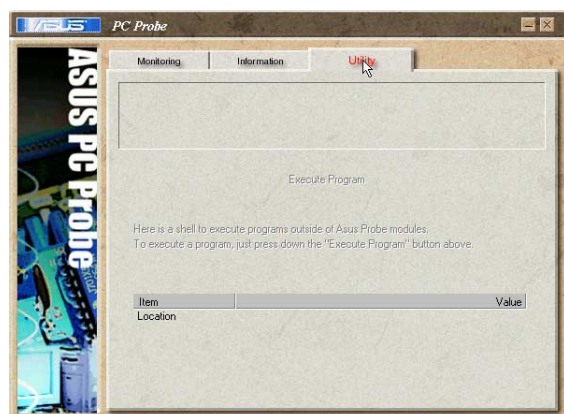 ASUS PC Probe
Monitoring Information Utility
ASUS PC Probe
Execute Program
Here is a shell to execute programs outside of Asus Probe modules.
To execute a program, just press down the "Execute Program" button above.
Item Value
Location